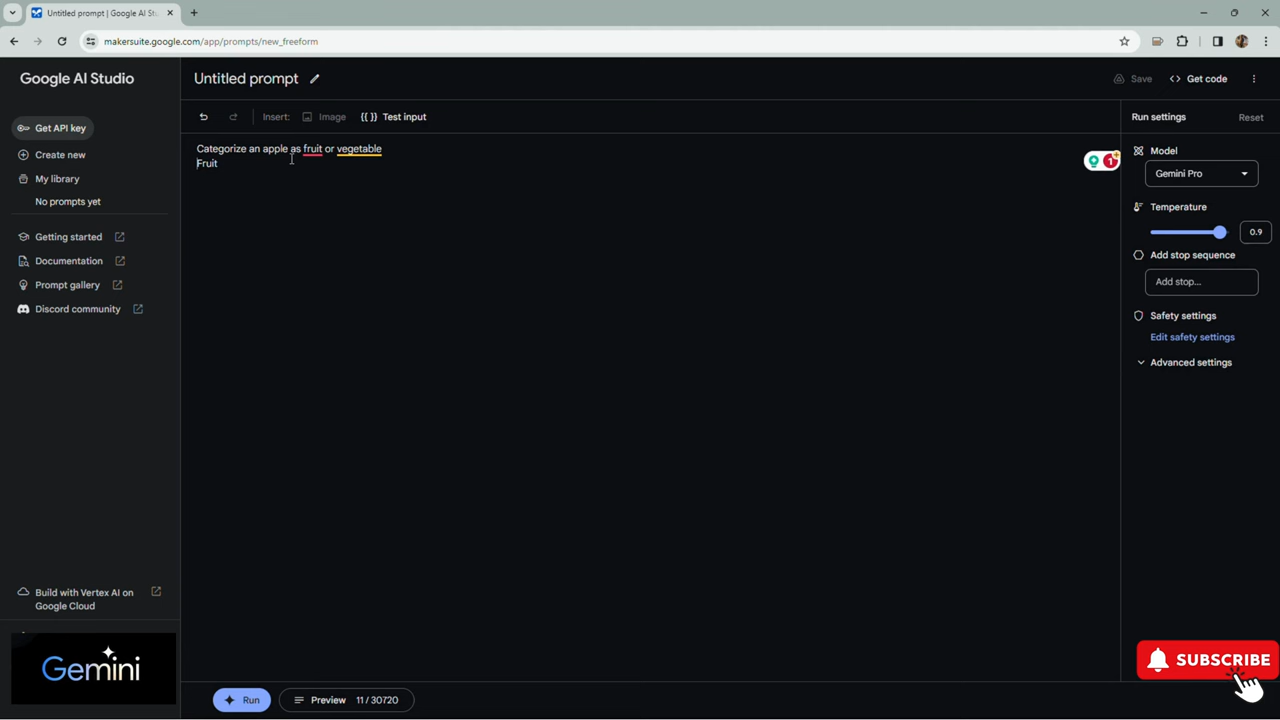 Untitled prompt | Google AI Stu
makersuite.google.com/app/prompts/new_freeform
Google AI Studio
Get API key
Create new
My library
No prompts yet
Getting started
Documentation
Prompt gallery
Discord community
Build with Vertex AI on
Google Cloud
Gemini
Untitled prompt
Save
<> Get code
Insert:
Image
{{ }} Test input
Categorize an apple as fruit or vegetable
Fruit
1
Run settings
Reset
Model
Gemini Pro
Temperature
0.9
Add stop sequence
Add stop...
Safety settings
Edit safety settings
Advanced settings
SUBSCRIBE
Run
Preview 11 / 30720